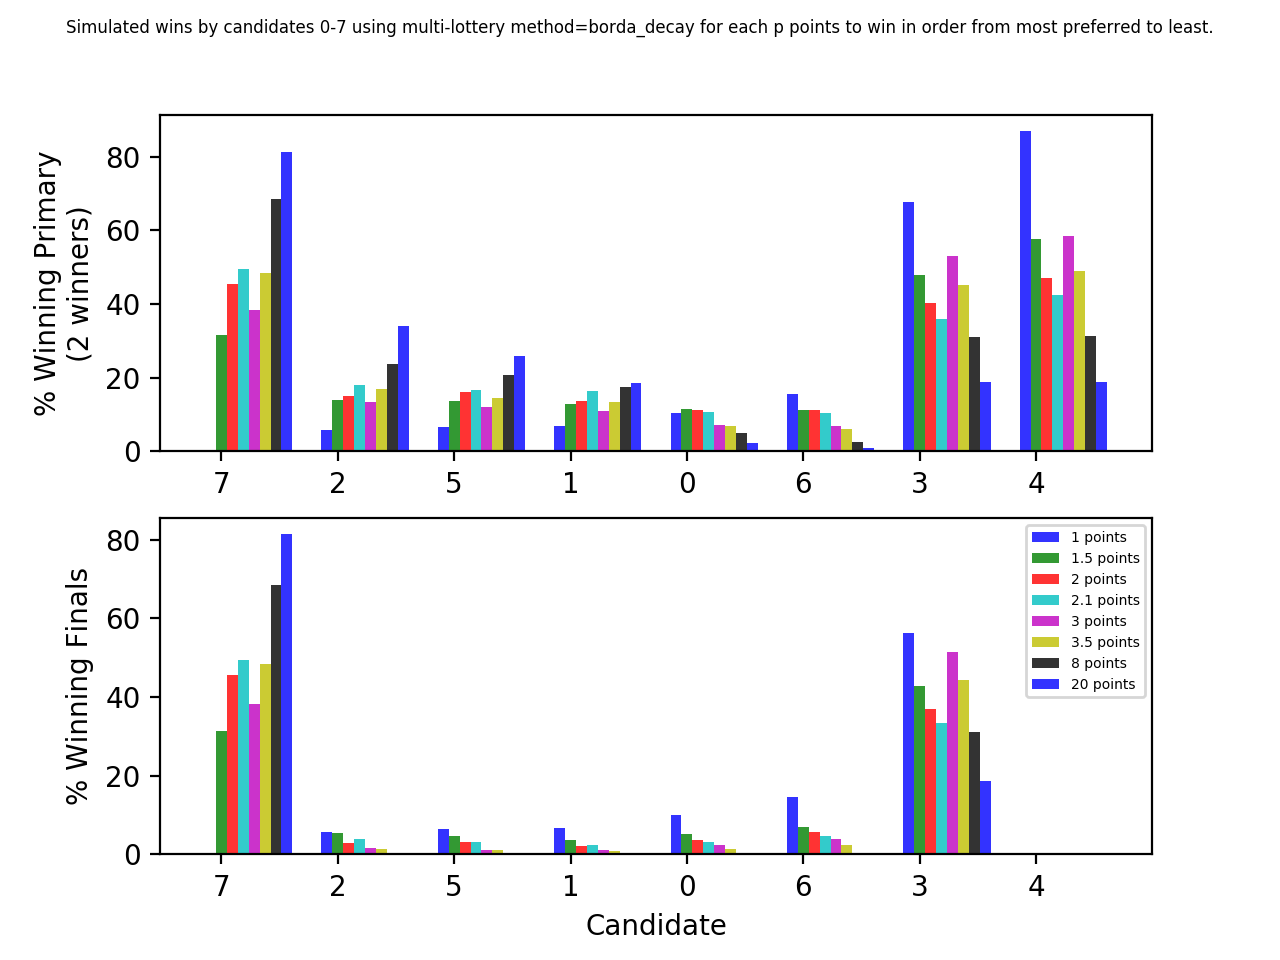 Simulated wins by candidates 0-7 using multi-lottery method=borda_decay for each p points to win in order from most preferred to least.
% Winning Primary
(2 winners)
80
60
40
20
0
7 2 5 1 0 6 3 4
% Winning Finals
80
60
40
20
0
1 points
1.5 points
2 points
2.1 points
3 points
3.5 points
8 points
20 points
7 2 5 1 0 6 3 4
Candidate